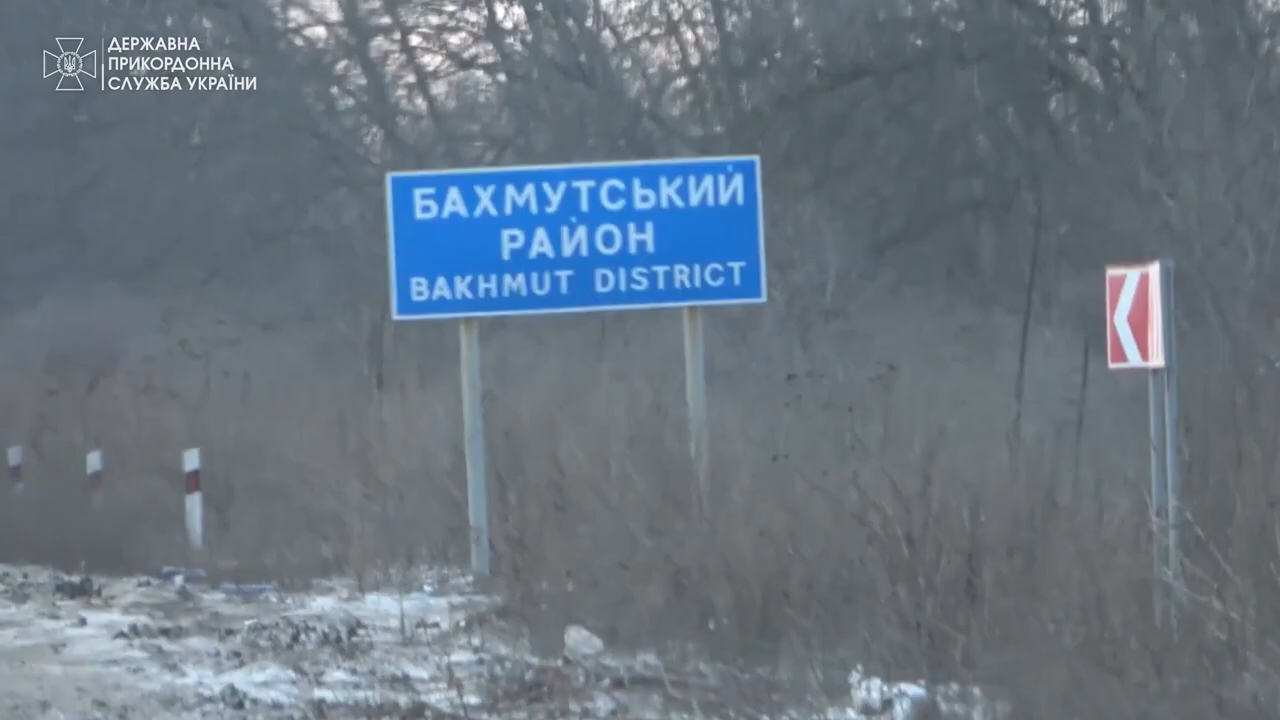 ДЕРЖАВНА
ПРИКОРДОННА
СЛУЖБА УКРАЇНИ
БАХМУТСЬКИЙ
РАЙОН
BAKHMUT DISTRICT